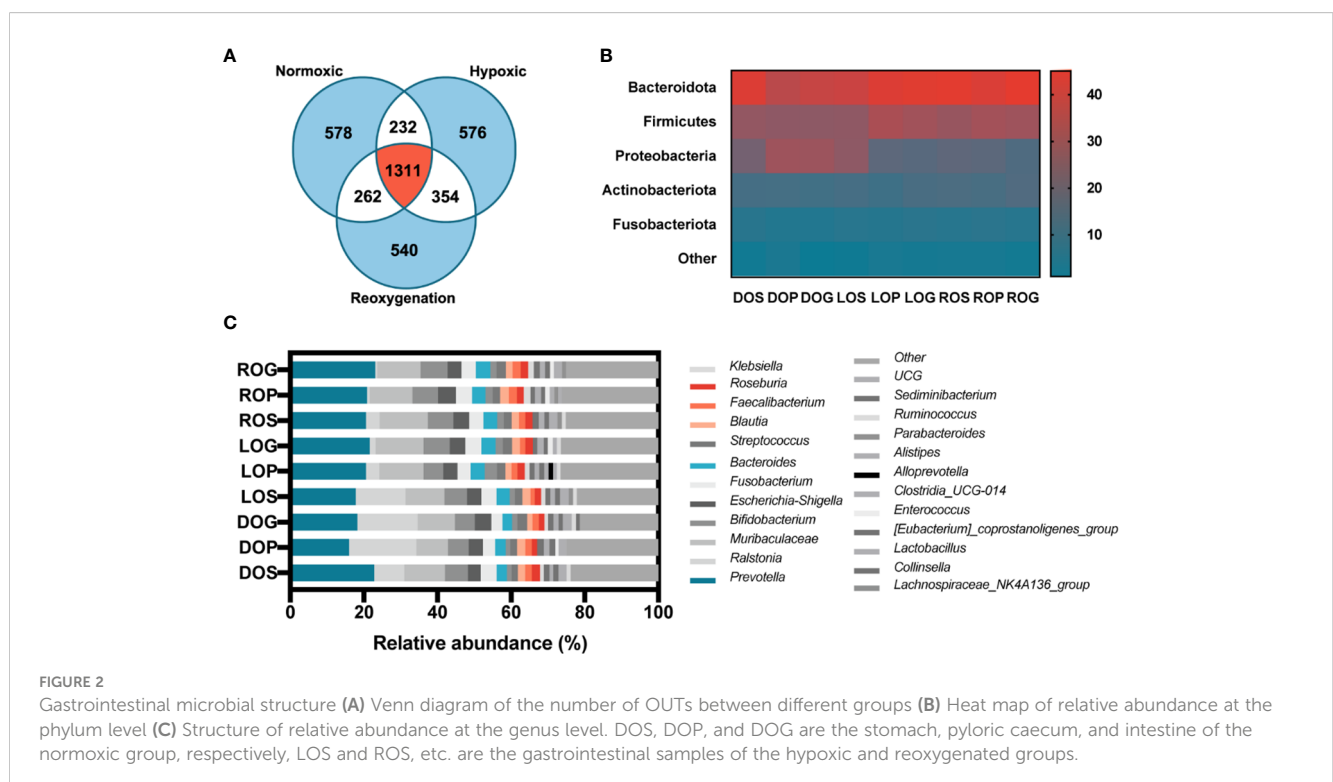 A
Normoxic
Hypoxic
578
232
576
1311
262
354
540
Reoxygenation
B
Bacteroidota
Firmicutes
Proteobacteria
Actinobacteriota
Fusobacteriota
Other
DOS DOP DOG LOS LOP LOG ROS ROP ROG
40
30
20
10
C
ROG
ROP
ROS
LOG
LOP
LOS
DOG
DOP
DOS
0 20 40 60 80 100
Relative abundance (%)
Klebsiella
Roseburia
Faecalibacterium
Blautia
Streptococcus
Bacteroides
Fusobacterium
Escherichia-Shigella
Bifidobacterium
Muribaculaceae
Ralstonia
Prevotella
Other
UCG
Sediminibacterium
Ruminococcus
Parabacteroides
Alistipes
Alloprevotella
Clostridia_UCG-014
Enterococcus
[Eubacterium]_coprostanoligenes_group
Lactobacillus
Collinsella
Lachnospiraceae_NK4A136_group
FIGURE 2
Gastrointestinal microbial structure (A) Venn diagram of the number of OUTs between different groups (B) Heat map of relative abundance at the
phylum level (C) Structure of relative abundance at the genus level. DOS, DOP, and DOG are the stomach, pyloric caecum, and intestine of the
normoxic group, respectively, LOS and ROS, etc. are the gastrointestinal samples of the hypoxic and reoxygenated groups.